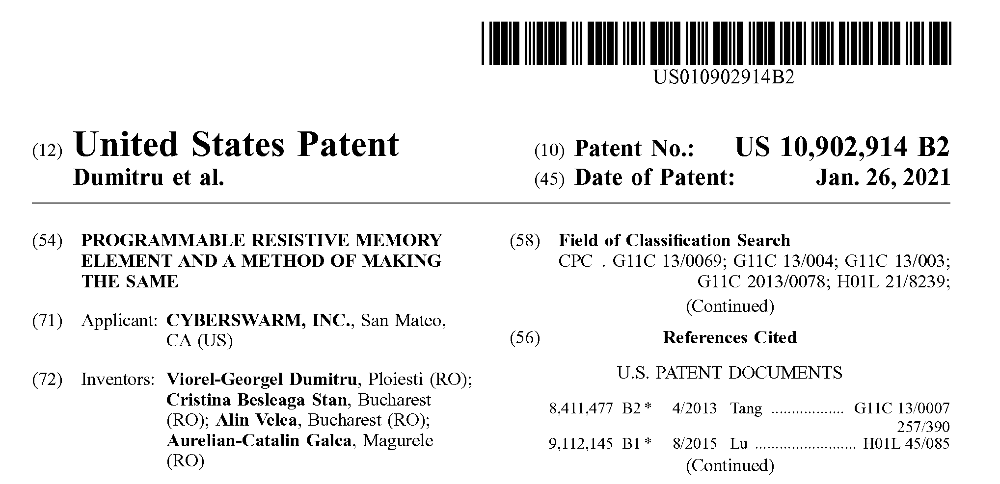 US010902914B2
(12) United States Patent
Dumitru et al.
(10) Patent No.: US 10,902,914 B2
(45) Date of Patent: Jan. 26, 2021
(54) PROGRAMMABLE RESISTIVE MEMORY
ELEMENT AND A METHOD OF MAKING
THE SAME
(71) Applicant: CYBERSWARM, INC., San Mateo,
CA (US)
(72) Inventors: Viorel-Georgel Dumitru, Ploiesti (RO);
Cristina Besleaga Stan, Bucharest
(RO); Alin Velea, Bucharest (RO);
Aurelian-Catalin Galca, Magurele
(RO)
(58) Field of Classification Search
CPC . G11C 13/0069; G11C 13/004; G11C 13/003;
G11C 2013/0078; H01L 21/8239;
(Continued)
(56) References Cited
U.S. PATENT DOCUMENTS
8,411,477 B2 * 4/2013 Tang .................. G11C 13/0007
257/390
9,112,145 B1 * 8/2015 Lu ......................... H01L 45/085
(Continued)